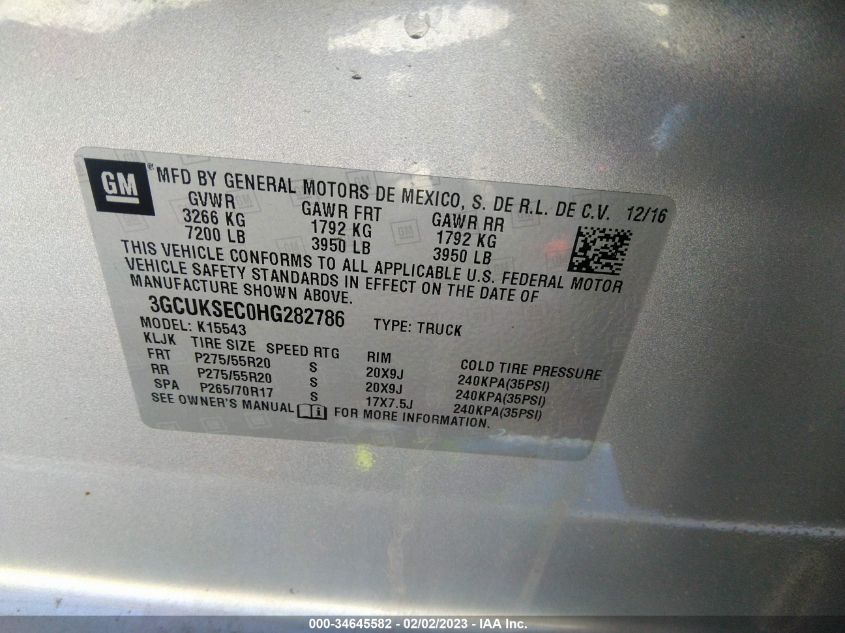 GM MFD BY GENERAL MOTORS DE MEXICO, S. DE R.L. DE C.V. 12/16
GVWR GAWR FRT GAWR RR
3266 KG 1792 KG 1792 KG
7200 LB 3950 LB 3950 LB
THIS VEHICLE CONFORMS TO ALL APPLICABLE U.S. FEDERAL MOTOR
VEHICLE SAFETY STANDARDS IN EFFECT ON THE DATE OF
MANUFACTURE SHOWN ABOVE.
3GCUKSEC0HG282786 TYPE: TRUCK
MODEL: K15543
KLJK TIRE SIZE SPEED RTG RIM COLD TIRE PRESSURE
FRT P275/55R20 S 20X9J 240KPA(35PSI)
RR P275/55R20 S 20X9J 240KPA(35PSI)
SPA P265/70R17 S 17X7.5J 240KPA(35PSI)
SEE OWNER'S MANUAL FOR MORE INFORMATION.
000-34645582 - 02/02/2023 - IAA Inc.